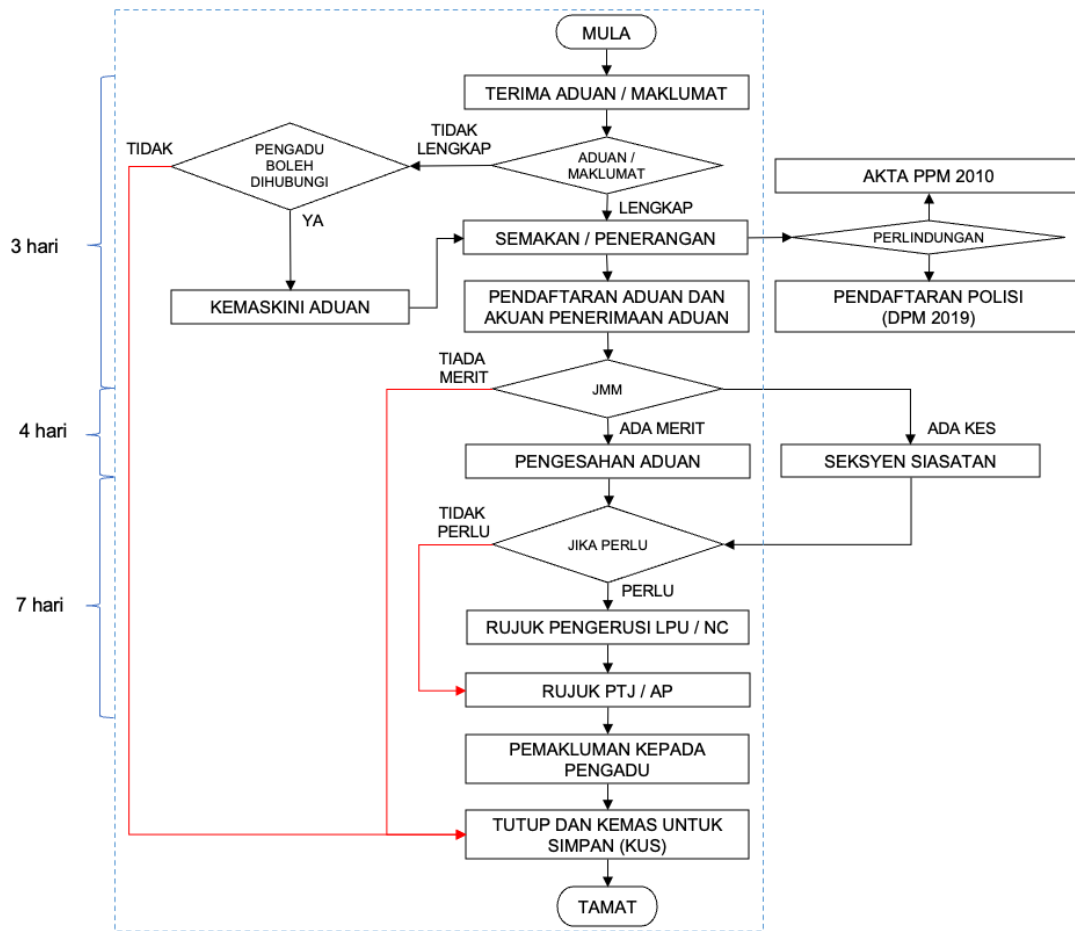 MULA
TERIMA ADUAN / MAKLUMAT
TIDAK
PENGADU
BOLEH
DIHUBUNGI
TIDAK
LENGKAP
ADUAN /
MAKLUMAT
AKTA PPM 2010
YA
LENGKAP
3 hari
SEMAKAN / PENERANGAN
PERLINDUNGAN
KEMASKINI ADUAN
PENDAFTARAN ADUAN DAN
AKUAN PENERIMAAN ADUAN
PENDAFTARAN POLISI
(DPM 2019)
TIADA
MERIT
JMM
4 hari
ADA MERIT
ADA KES
PENGESAHAN ADUAN
SEKSYEN SIASATAN
TIDAK
PERLU
JIKA PERLU
7 hari
PERLU
RUJUK PENGERUSI LPU / NC
RUJUK PTJ / AP
PEMAKLUMAN KEPADA
PENGADU
TUTUP DAN KEMAS UNTUK
SIMPAN (KUS)
TAMAT